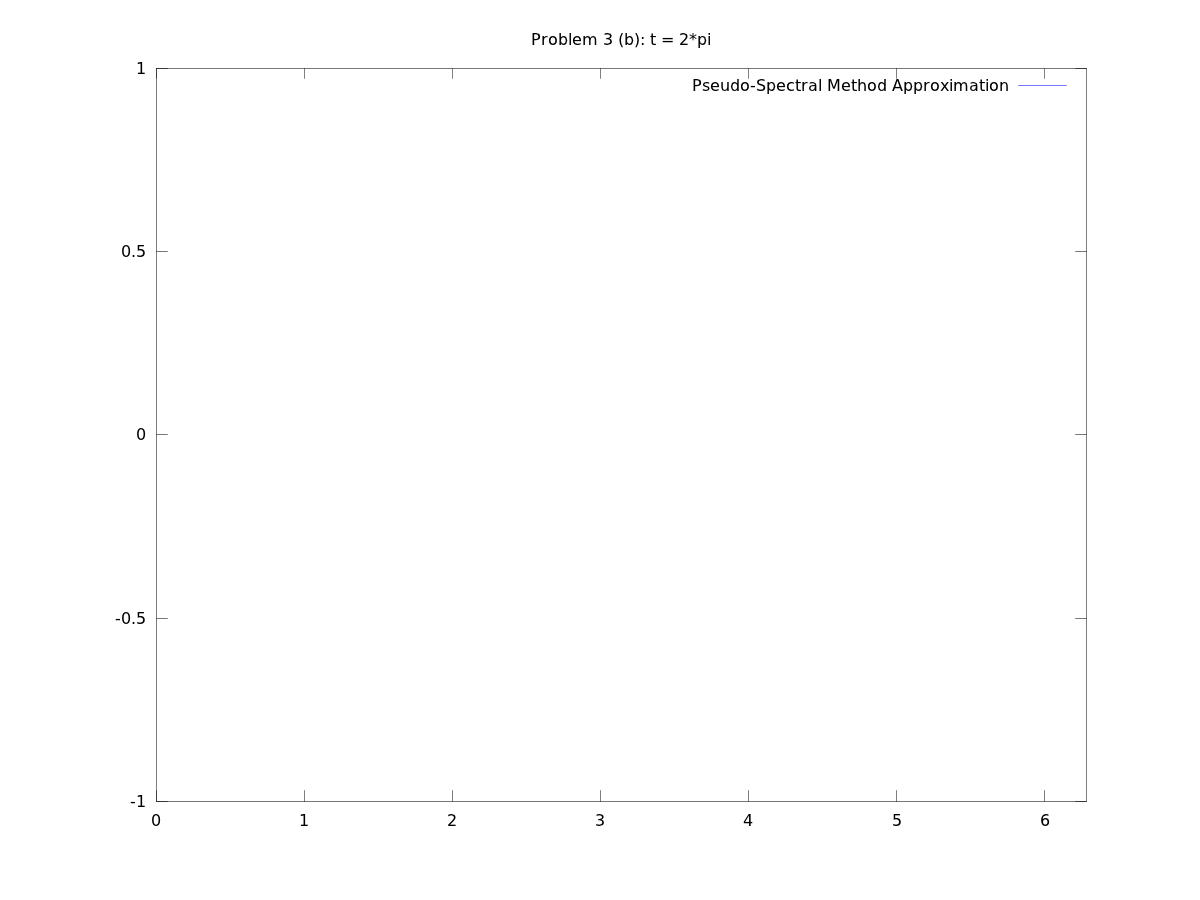 Problem 3 (b): t = 2*pi
Pseudo-Spectral Method Approximation
1
0.5
0
-0.5
-1
0 1 2 3 4 5 6